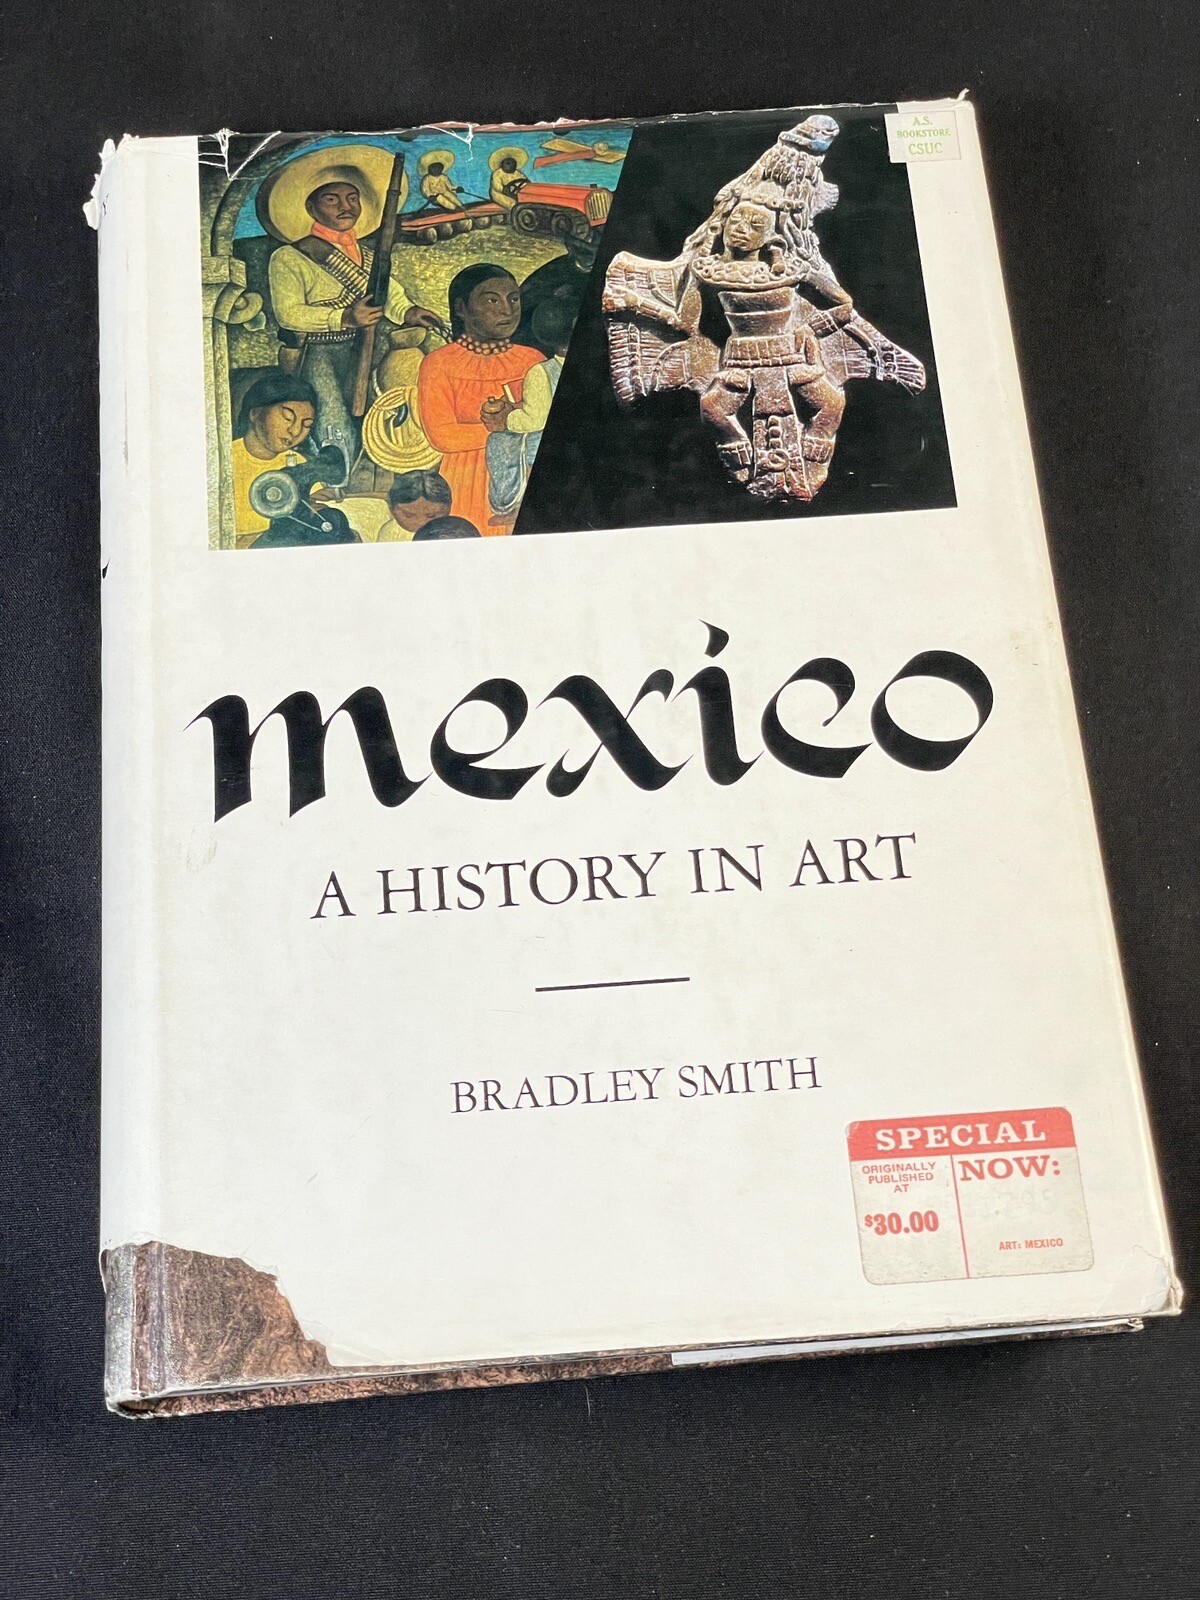 A.S.
BOOKSTORE
CSUC
mexico
A HISTORY IN ART
BRADLEY SMITH
SPECIAL
ORIGINALLY
PUBLISHED
AT
$30.00
NOW:
ART: MEXICO